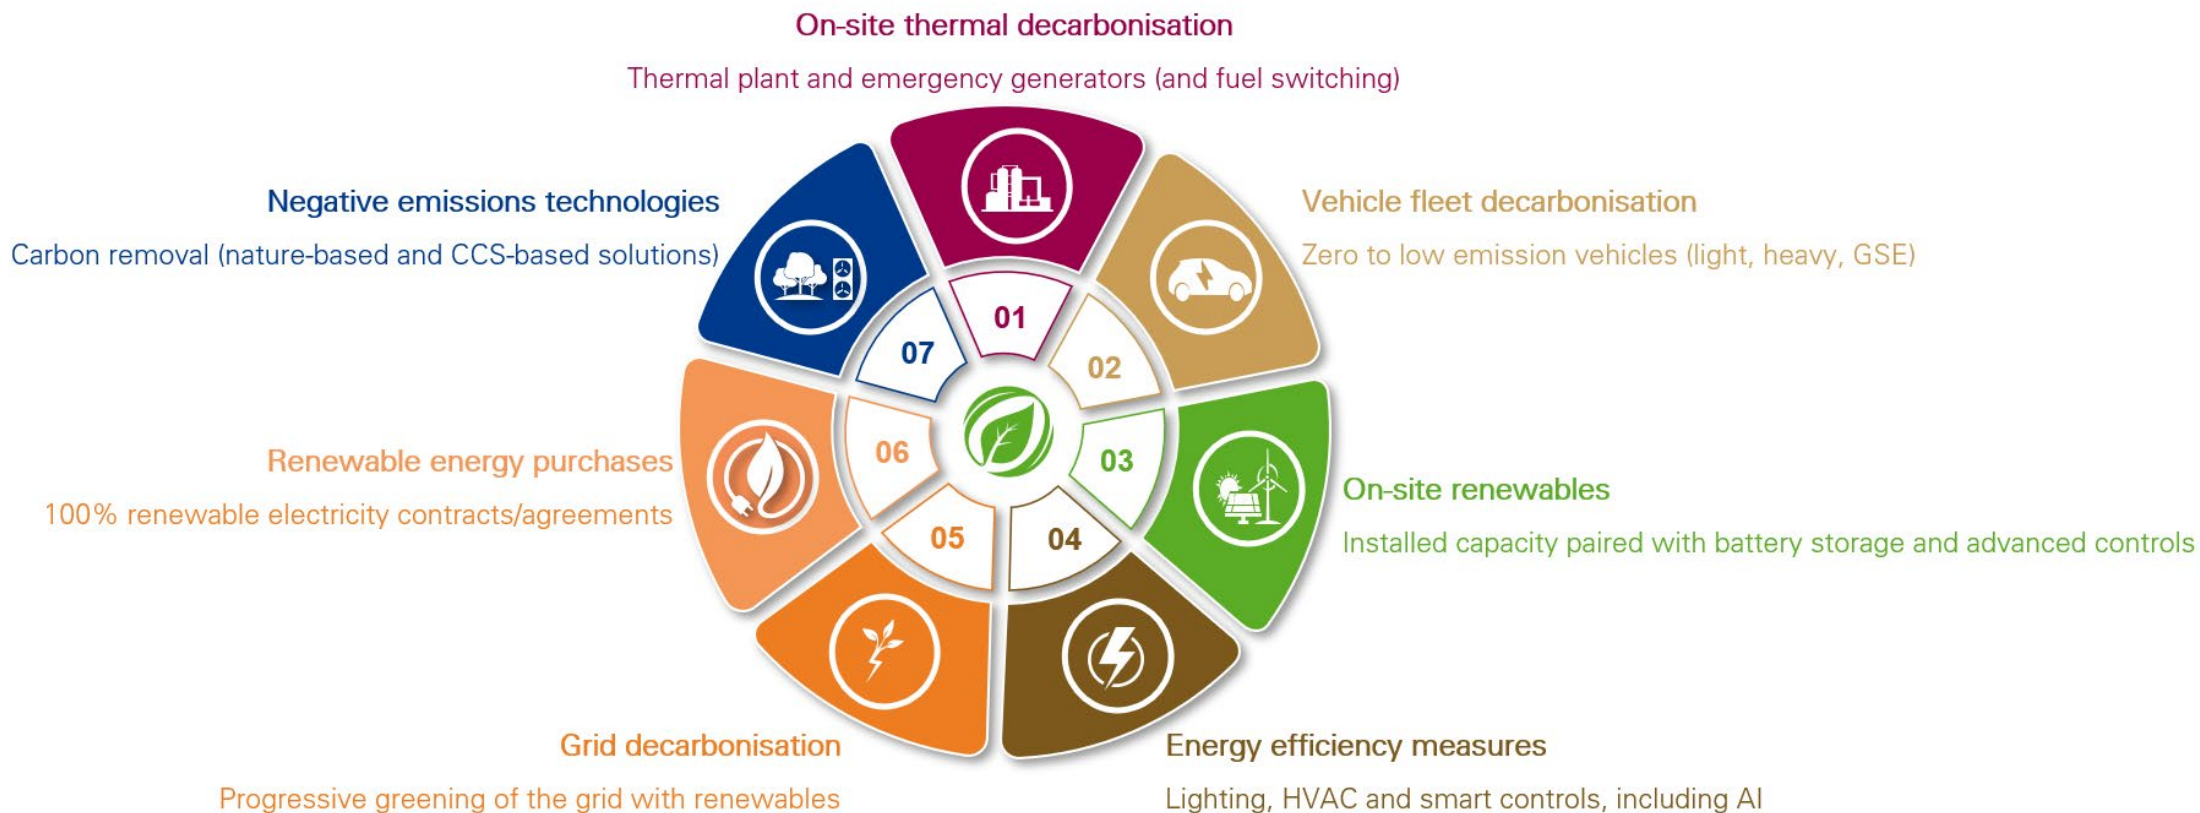 On-site thermal decarbonisation
Thermal plant and emergency generators (and fuel switching)
01
Vehicle fleet decarbonisation
Zero to low emission vehicles (light, heavy, GSE)
02
On-site renewables
Installed capacity paired with battery storage and advanced controls
03
Energy efficiency measures
Lighting, HVAC and smart controls, including AI
04
Grid decarbonisation
Progressive greening of the grid with renewables
05
Renewable energy purchases
100% renewable electricity contracts/agreements
06
Negative emissions technologies
Carbon removal (nature-based and CCS-based solutions)
07